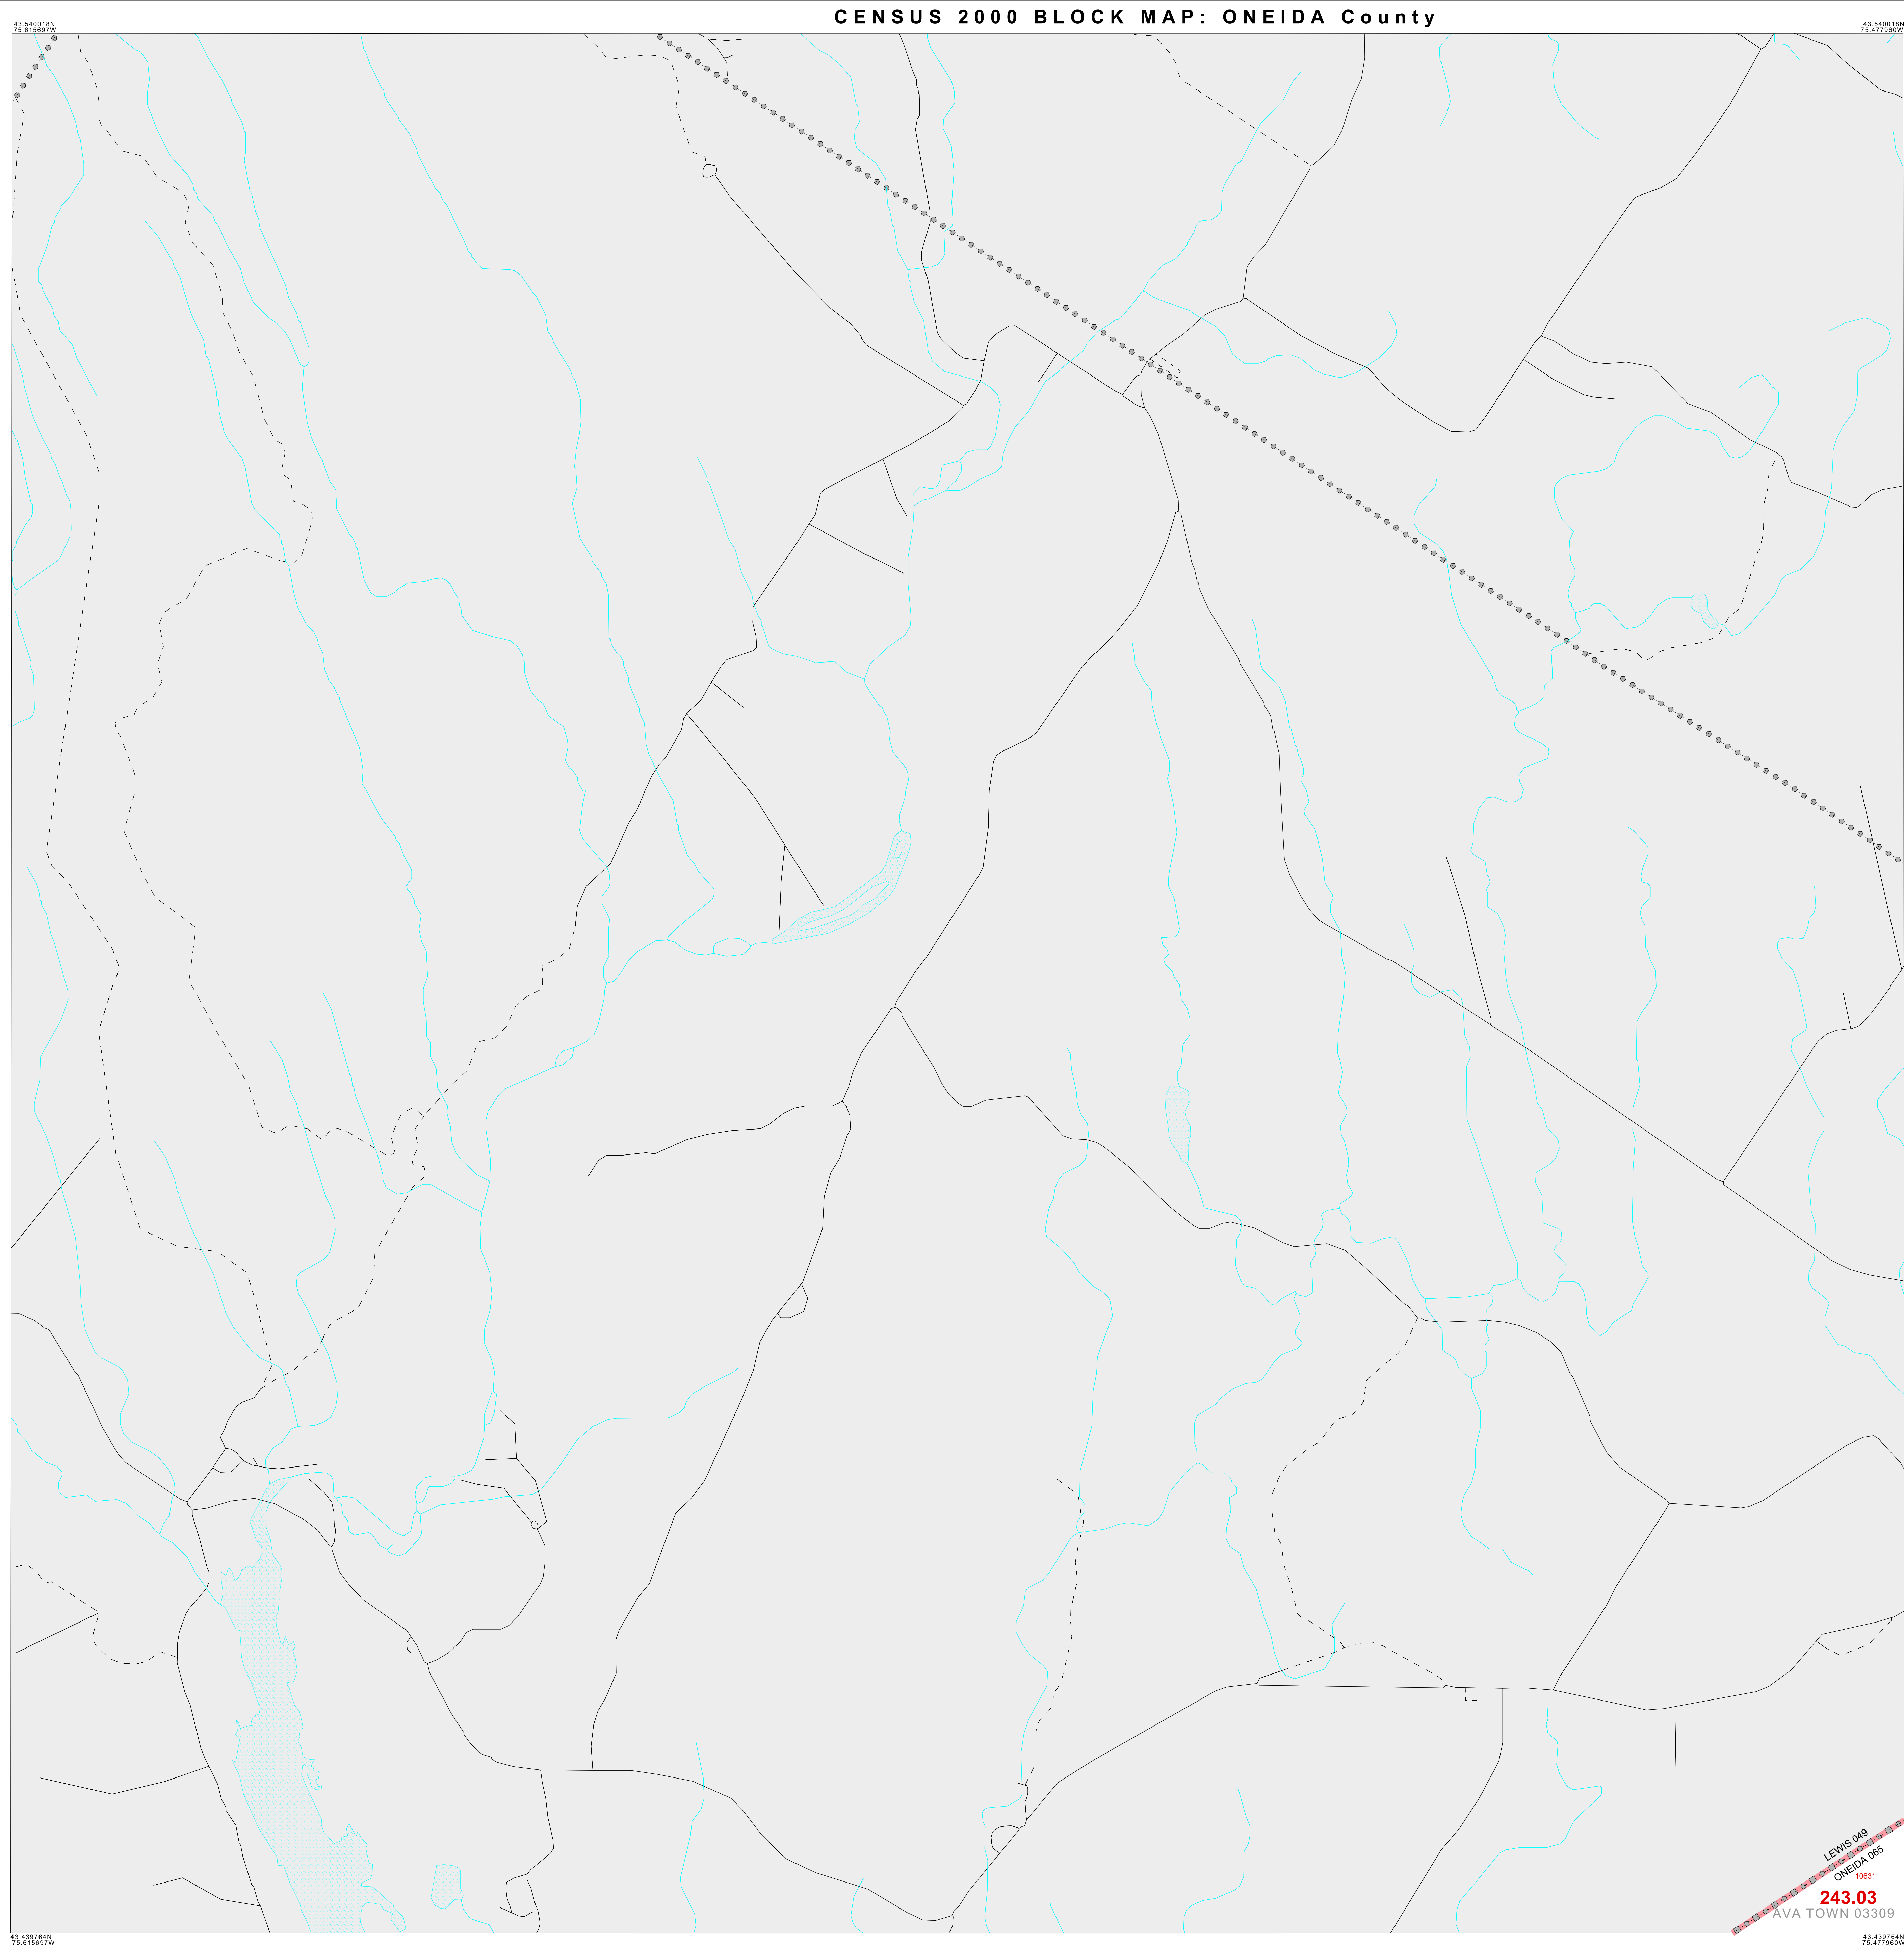 CENSUS 2000 BLOCK MAP: ONEIDA County
43.540018N
75.615697W
43.540018N
75.477960W
LEWIS 049
ONEIDA 065
1063*
243.03
AVA TOWN 03309
43.439764N
75.615697W
43.439764N
75.477960W